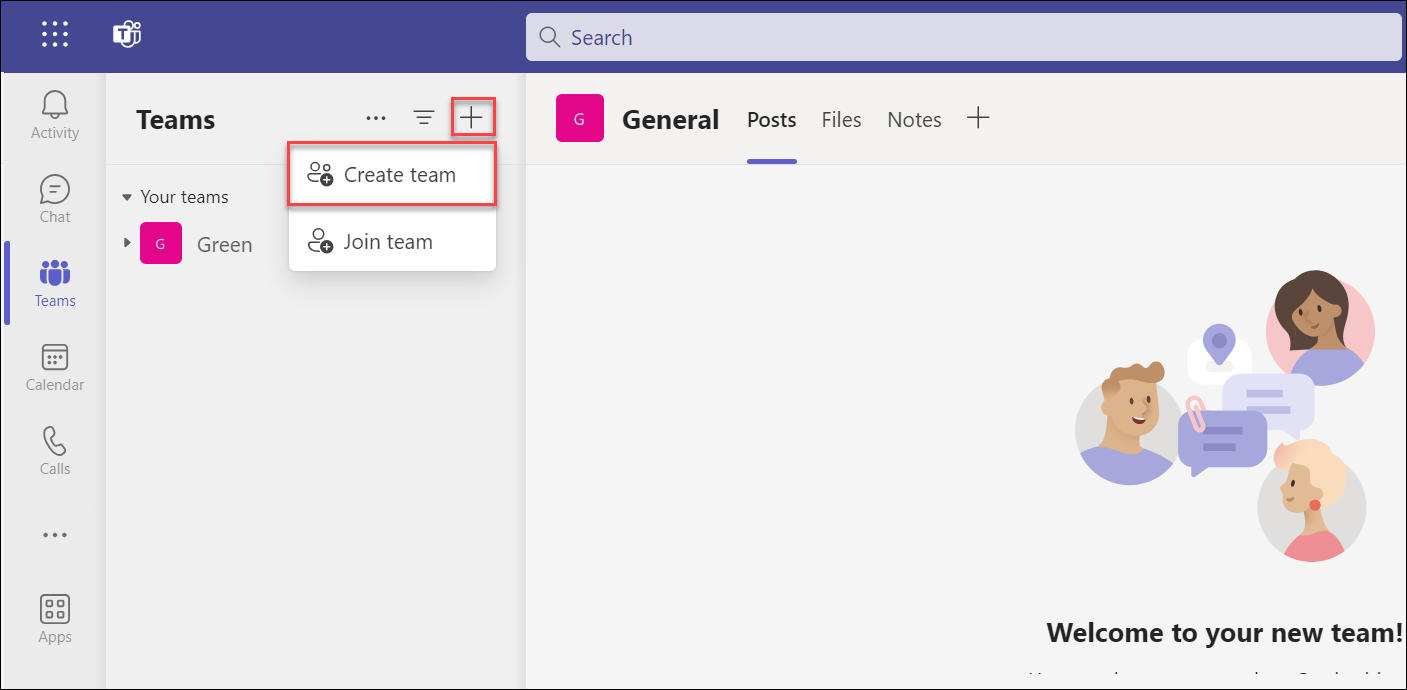 T
Search
Activity
Chat
Teams
Calendar
Calls
Apps
Teams
Create team
Join team
Your teams
G Green
G General Posts Files Notes
Welcome to your new team!